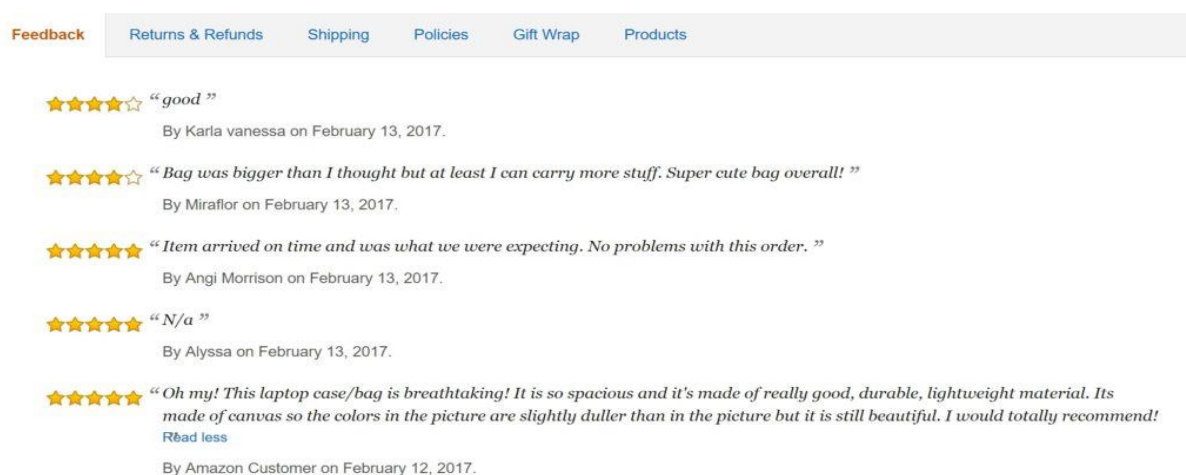 Feedback Returns & Refunds Shipping Policies Gift Wrap Products
“ good ”
By Karla vanessa on February 13, 2017.
“ Bag was bigger than I thought but at least I can carry more stuff. Super cute bag overall! ”
By Miraflor on February 13, 2017.
“ Item arrived on time and was what we were expecting. No problems with this order. ”
By Angi Morrison on February 13, 2017.
“ N/a ”
By Alyssa on February 13, 2017.
“ Oh my! This laptop case/bag is breathtaking! It is so spacious and it's made of really good, durable, lightweight material. Its
made of canvas so the colors in the picture are slightly duller than in the picture but it is still beautiful. I would totally recommend!
” Read less
By Amazon Customer on February 12, 2017.